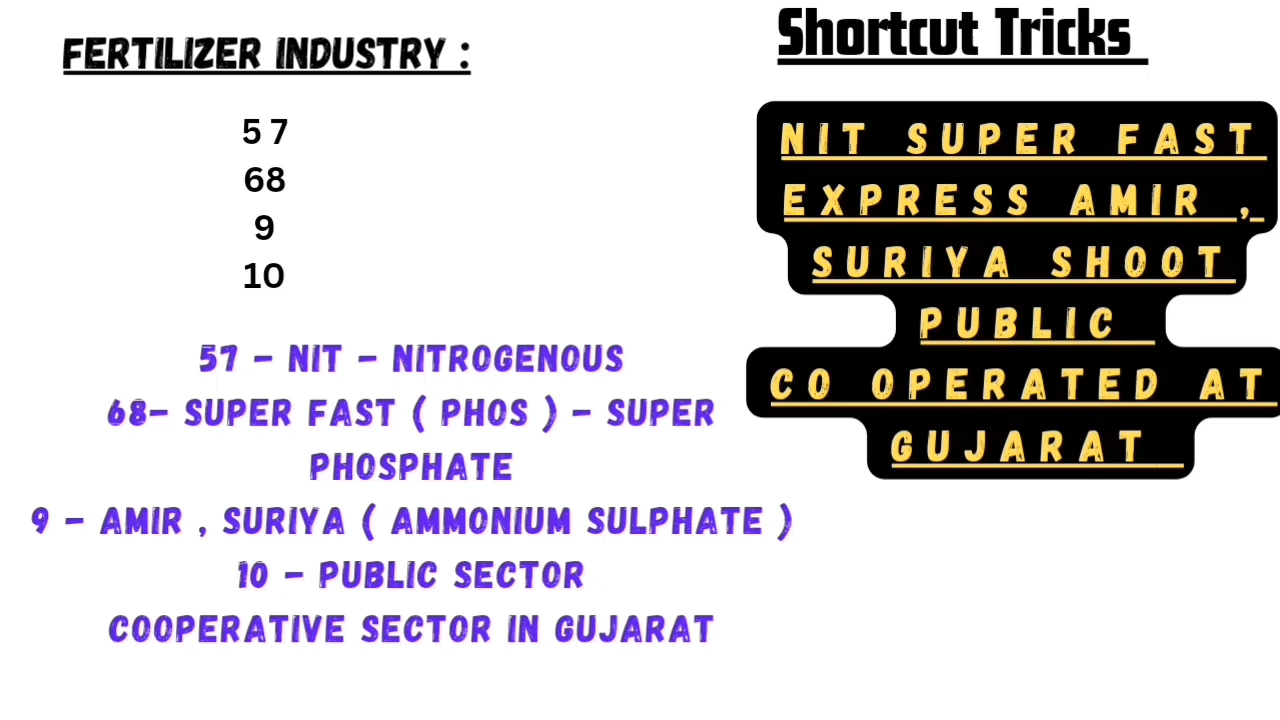 FERTILIZER INDUSTRY :
5 7
68
9
10
57 - NIT - NITROGENOUS
68- SUPER FAST ( PHOS ) - SUPER
PHOSPHATE
9 - AMIR , SURIYA ( AMMONIUM SULPHATE )
10 - PUBLIC SECTOR
COOPERATIVE SECTOR IN GUJARAT
Shortcut Tricks
NIT SUPER FAST
EXPRESS AMIR ,
SURIYA SHOOT
PUBLIC
CO OPERATED AT
GUJARAT